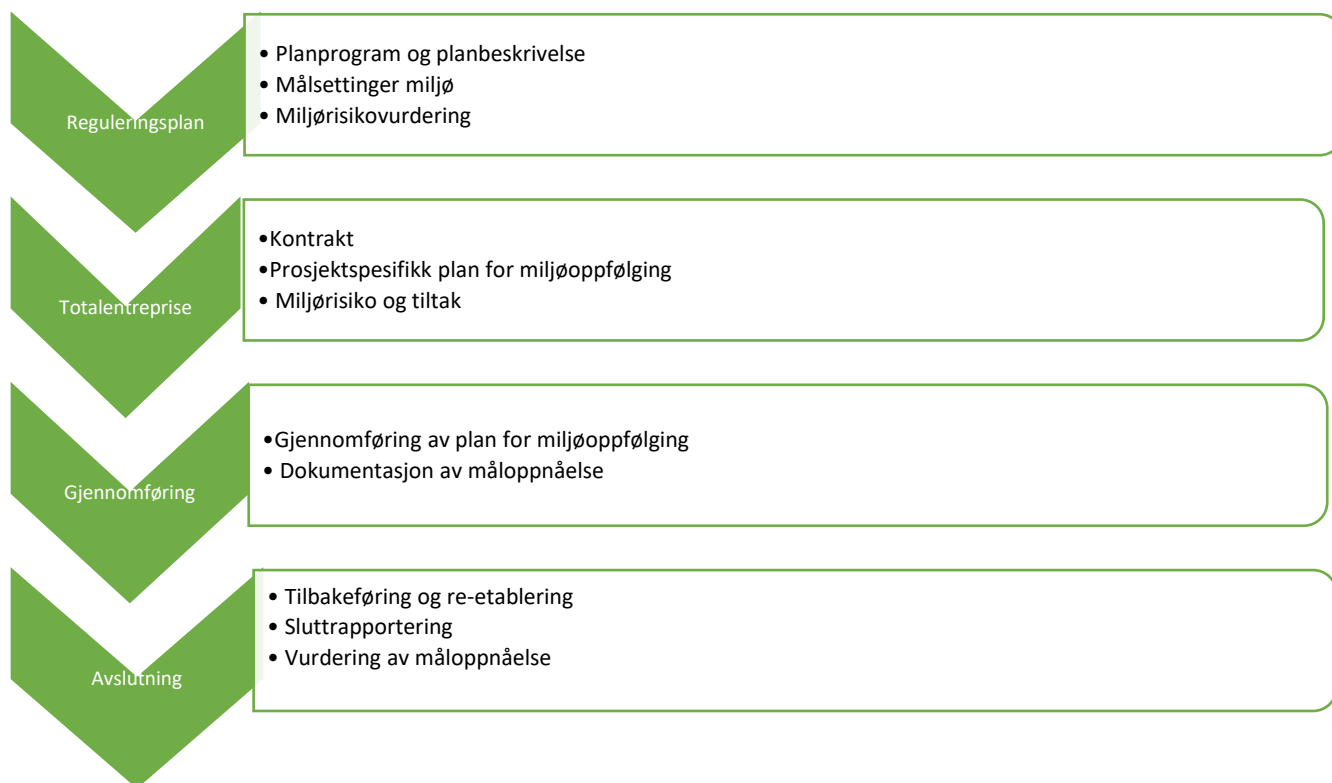 Reguleringsplan
• Planprogram og planbeskrivelse
• Målsettinger miljø
• Miljørisikovurdering
Totalentreprise
•Kontrakt
•Prosjektspesifikk plan for miljøoppfølging
• Miljørisiko og tiltak
Gjennomføring
•Gjennomføring av plan for miljøoppfølging
• Dokumentasjon av måloppnåelse
Avslutning
• Tilbakeføring og re-etablering
• Sluttrapportering
• Vurdering av måloppnåelse